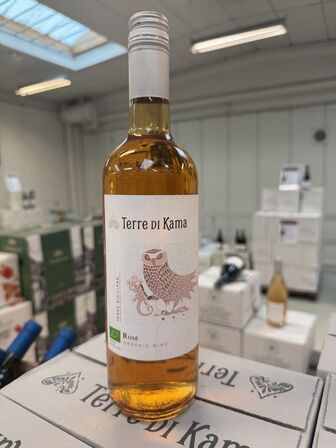 Terre di Kama
TERRE SICILIANE
Rosé
ORGANIC WINE
Terre di Kama